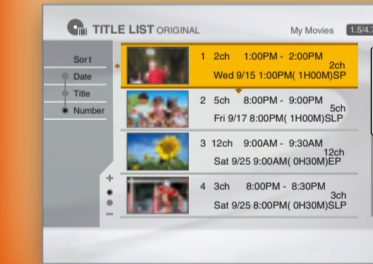 TITLE LIST ORIGINAL My Movies 1.5/4.7
Sort
Date
Title
Number
1 2ch 1:00PM - 2:00PM
2ch
Wed 9/15 1:00PM( 1H00M)SP
2 5ch 8:00PM - 9:00PM
5ch
Fri 9/17 8:00PM( 1H00M)SLP
3 12ch 9:00AM - 9:30AM
12ch
Sat 9/25 9:00AM( 0H30M)EP
4 3ch 8:00PM - 8:30PM
3ch
Sat 9/25 8:00PM( 0H30M)SLP
+
−